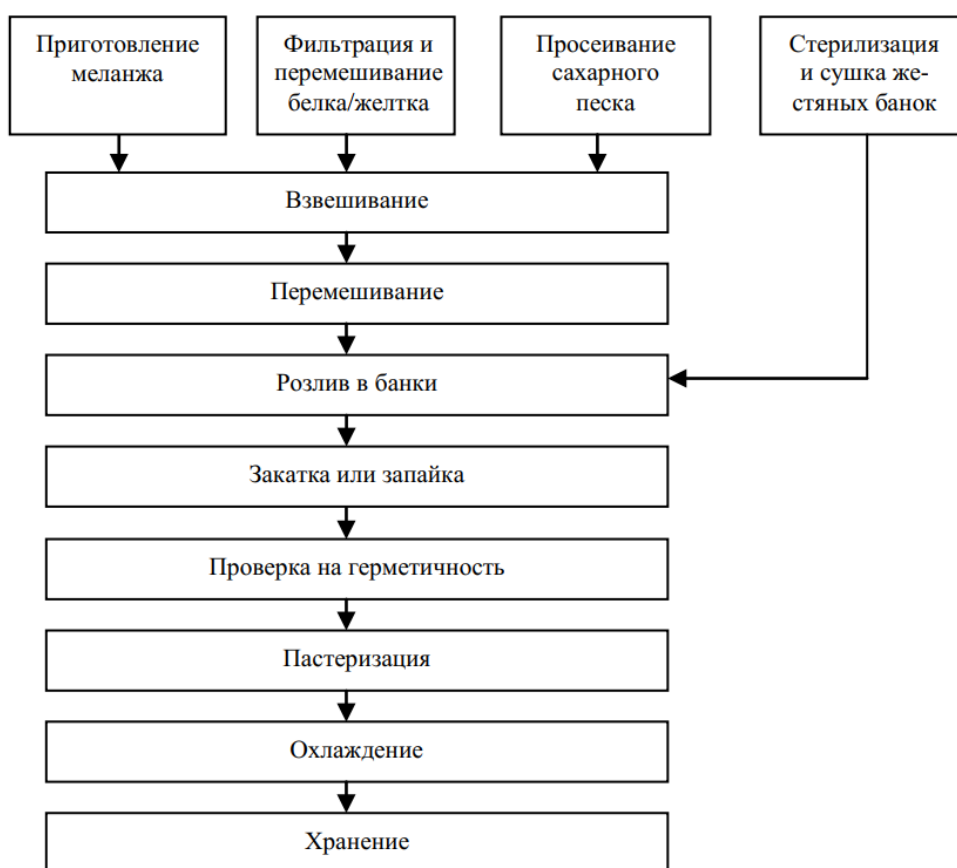 Приготовление
меланжа
Фильтрация и
перемешивание
белка/желтка
Просеивание
сахарного
песка
Стерилизация
и сушка же-
стяных банок
Взвешивание
Перемешивание
Розлив в банки
Закатка или запайка
Проверка на герметичность
Пастеризация
Охлаждение
Хранение